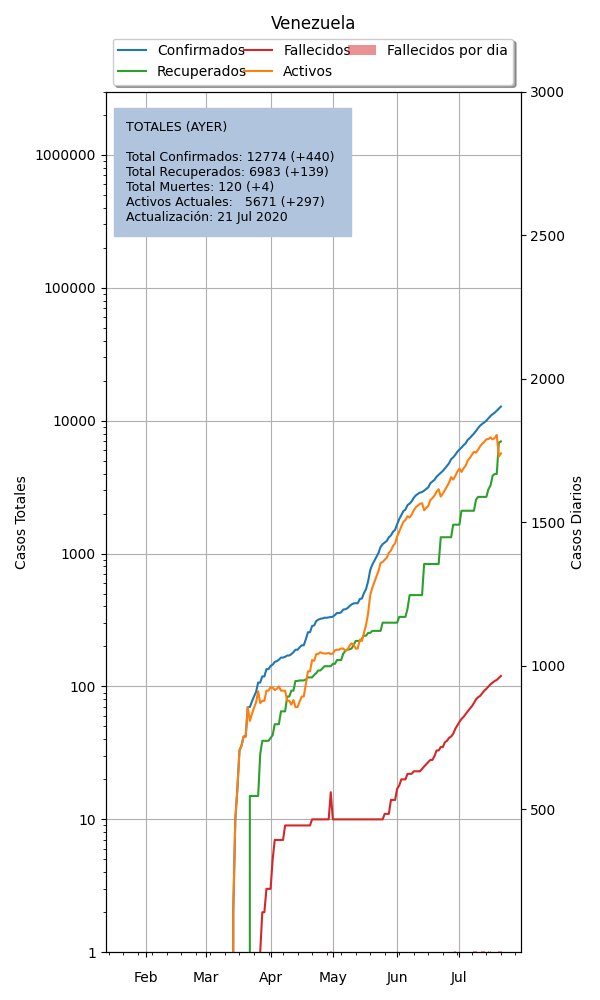 Venezuela
Confirmados
Recuperados
Fallecidos
Activos
Fallecidos por dia
TOTALES (AYER)
Total Confirmados: 12774 (+440)
Total Recuperados: 6983 (+139)
Total Muertes: 120 (+4)
Activos Actuales:   5671 (+297)
Actualización: 21 Jul 2020
Casos Totales
1000000
100000
10000
1000
100
10
1
3000
2500
2000
1500
1000
500
Casos Diarios
Feb
Mar
Apr
May
Jun
Jul